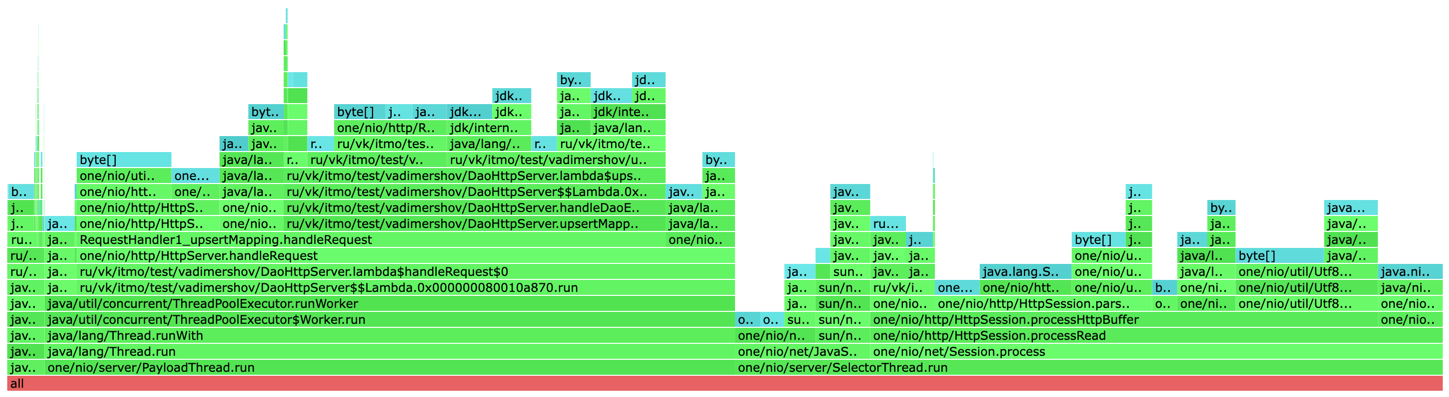 by.. jd..
jdk.. ja.. jdk.. jd..
byt.. byte[] j.. ja.. jdk... jdk.. ja.. jdk/inte...
jav.. one/nio/http/R.. jdk/intern.. ja.. java/lan..
ja.. jav.. r.. ru/vk/itmo/tes.. java/lang/.. r.. ru/vk/itmo/te..
byte[] java/la.. r.. ru/vk/itmo/test/v.. ru/vk/itmo/test/vadimershov/u.. by..
one/nio/uti.. one... java/la.. ru/vk/itmo/test/vadimershov/DaoHttpServer.lambda$ups.. ja..
b.. one/nio/htt.. one/.. java/la.. ru/vk/itmo/test/vadimershov/DaoHttpServer$$Lambda.0x.. jav.. ja.. jav.. j..
j.. one/nio/http/HttpS.. one/nio.. ru/vk/itmo/test/vadimershov/DaoHttpServer.handleDaoE.. java/la.. jav.. j.. by.. java...
j.. ja.. one/nio/http/HttpS.. one/nio.. ru/vk/itmo/test/vadimershov/DaoHttpServer.upsertMapp.. java/la.. jav.. ru... j.. ja.. java/..
ru.. ja.. RequestHandler1_upsertMapping.handleRequest one/nio.. jav.. jav.. j.. byte[] j.. ja.. ja.. java/..
ru/.. ja.. one/nio/http/HttpServer.handleRequest jav.. jav.. ja.. one/nio/u.. java/l.. byte[] java/..
ru/.. ja.. ru/vk/itmo/test/vadimershov/DaoHttpServer.lambda$handleRequest$0 ja.. sun.. jav.. ja.. java.lang.S... one/nio/u.. java/l.. one/nio/util/Utf8... one/nio/u.. java.ni..
jav.. ja.. ru/vk/itmo/test/vadimershov/DaoHttpServer$$Lambda.0x000000080010a870.run ja.. sun/n.. ru/vk/i.. one... one/nio/htt.. one/nio/u.. b.. one/ni.. one/nio/util/Utf8... one/nio/u.. java/ni..
jav.. java/util/concurrent/ThreadPoolExecutor.runWorker ja.. sun/n.. one/nio.. one/nio/http/HttpSession.pars.. o.. one/ni.. one/nio/util/Utf8... one/nio/u.. one/nio..
jav.. java/util/concurrent/ThreadPoolExecutor$Worker.run o.. o.. su.. sun/n.. one/nio/http/HttpSession.processHttpBuffer one/nio..
jav.. java/lang/Thread.runWith one/nio/n.. sun/n.. one/nio/http/HttpSession.processRead
jav.. java/lang/Thread.run one/nio/net/JavaS.. one/nio/net/Session.process
jav.. one/nio/server/PayloadThread.run one/nio/server/SelectorThread.run
all